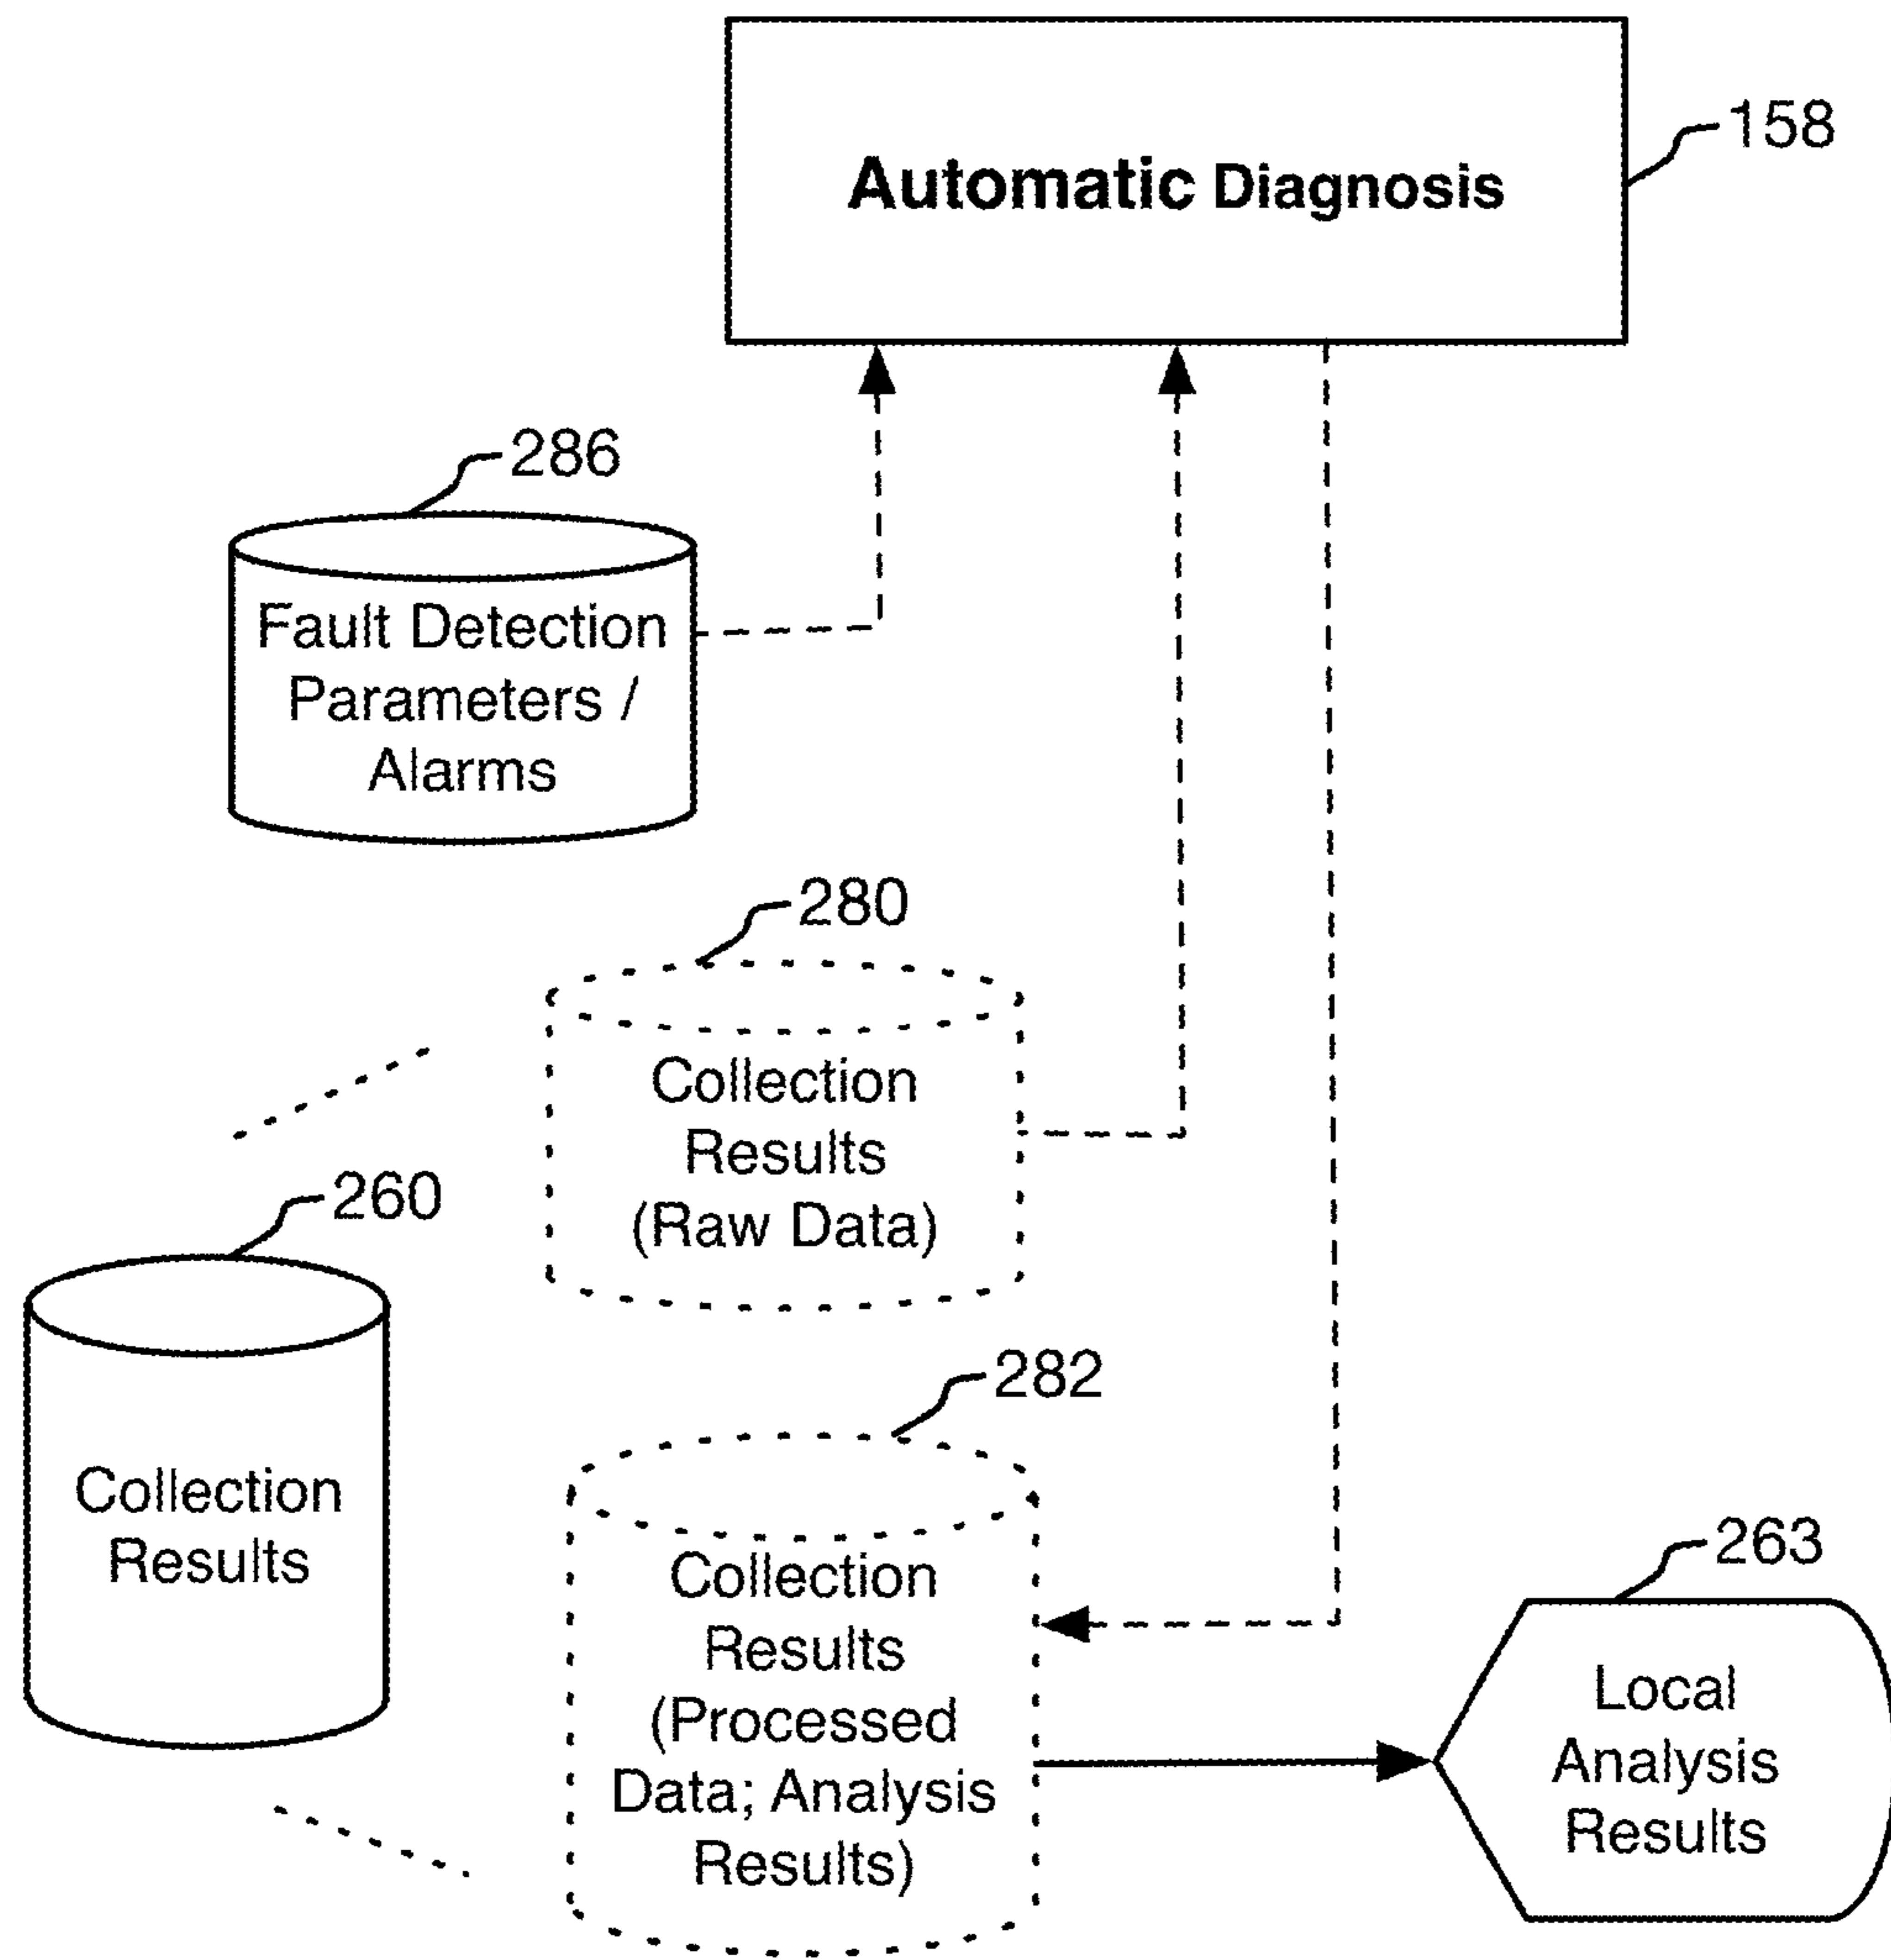 158
Automatic Diagnosis
286
Fault Detection
Parameters /
Alarms
280
Collection
Results
(Raw Data)
260
Collection
Results
282
Collection
Results
(Processed
Data; Analysis
Results)
263
Local
Analysis
Results